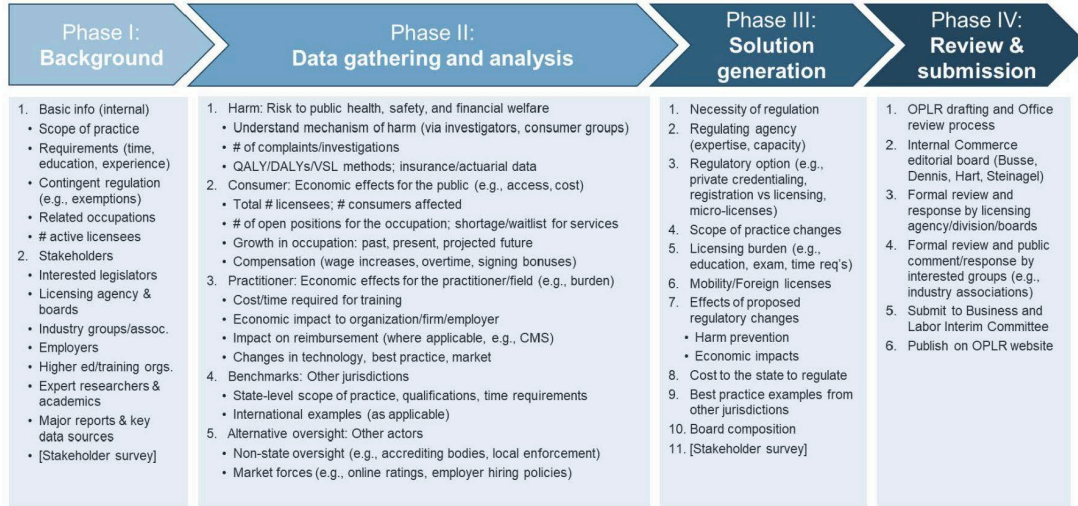 Phase I:
Background
1. Basic info (internal)
• Scope of practice
• Requirements (time,
education, experience)
• Contingent regulation
(e.g., exemptions)
• Related occupations
• # active licensees
2. Stakeholders
• Interested legislators
• Licensing agency &
boards
• Industry groups/assoc.
• Employers
• Higher ed/training orgs.
• Expert researchers &
academics
• Major reports & key
data sources
• [Stakeholder survey]
Phase II:
Data gathering and analysis
1. Harm: Risk to public health, safety, and financial welfare
• Understand mechanism of harm (via investigators, consumer groups)
• # of complaints/investigations
• QALY/DALYs/VSL methods; insurance/actuarial data
2. Consumer: Economic effects for the public (e.g., access, cost)
• Total # licensees; # consumers affected
• # of open positions for the occupation; shortage/waitlist for services
• Growth in occupation: past, present, projected future
• Compensation (wage increases, overtime, signing bonuses)
3. Practitioner: Economic effects for the practitioner/field (e.g., burden)
• Cost/time required for training
• Economic impact to organization/firm/employer
• Impact on reimbursement (where applicable, e.g., CMS)
• Changes in technology, best practice, market
4. Benchmarks: Other jurisdictions
• State-level scope of practice, qualifications, time requirements
• International examples (as applicable)
5. Alternative oversight: Other actors
• Non-state oversight (e.g., accrediting bodies, local enforcement)
• Market forces (e.g., online ratings, employer hiring policies)
Phase III:
Solution
generation
1. Necessity of regulation
2. Regulating agency
(expertise, capacity)
3. Regulatory option (e.g.,
private credentialing,
registration vs licensing,
micro-licenses)
4. Scope of practice changes
5. Licensing burden (e.g.,
education, exam, time req's)
6. Mobility/Foreign licenses
7. Effects of proposed
regulatory changes
• Harm prevention
• Economic impacts
8. Cost to the state to regulate
9. Best practice examples from
other jurisdictions
10. Board composition
11. [Stakeholder survey]
Phase IV:
Review &
submission
1. OPLR drafting and Office
review process
2. Internal Commerce
editorial board (Busse,
Dennis, Hart, Steinagel)
3. Formal review and
response by licensing
agency/division/boards
4. Formal review and public
comment/response by
interested groups (e.g.,
industry associations)
5. Submit to Business and
Labor Interim Committee
6. Publish on OPLR website